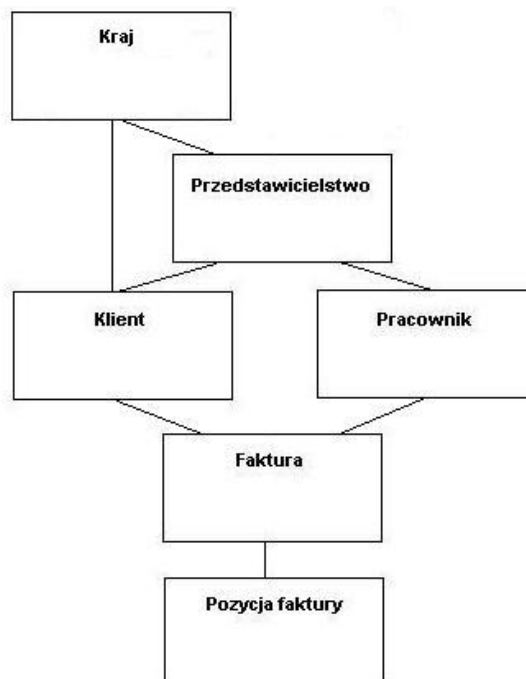 Kraj
Przedstawicielstwo
Klient
Pracownik
Faktura
Pozycja faktury